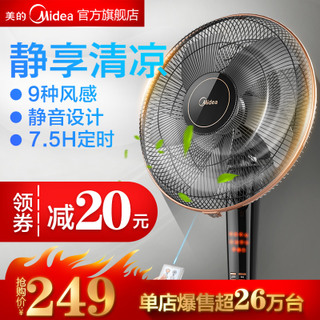 美的 Midea 官方旗舰店
静享清凉
9种风感
静音设计
7.5H定时
Midea
领券 减20元
抢购价 249 单店爆售超26万台